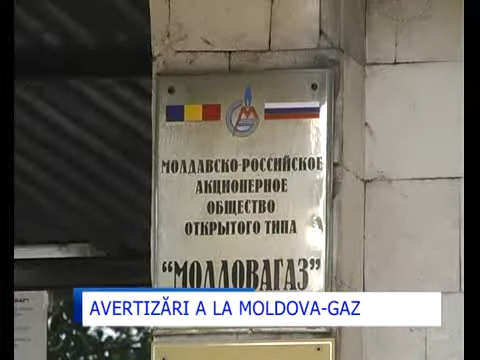 МОЛДАВСКО-РОССИЙСКОЕ
АКЦИОНЕРНОЕ
ОБЩЕСТВО
ОТКРЫТОГО ТИПА
"МОЛДОВАГАЗ"
AVERTIZĂRI A LA MOLDOVA-GAZ